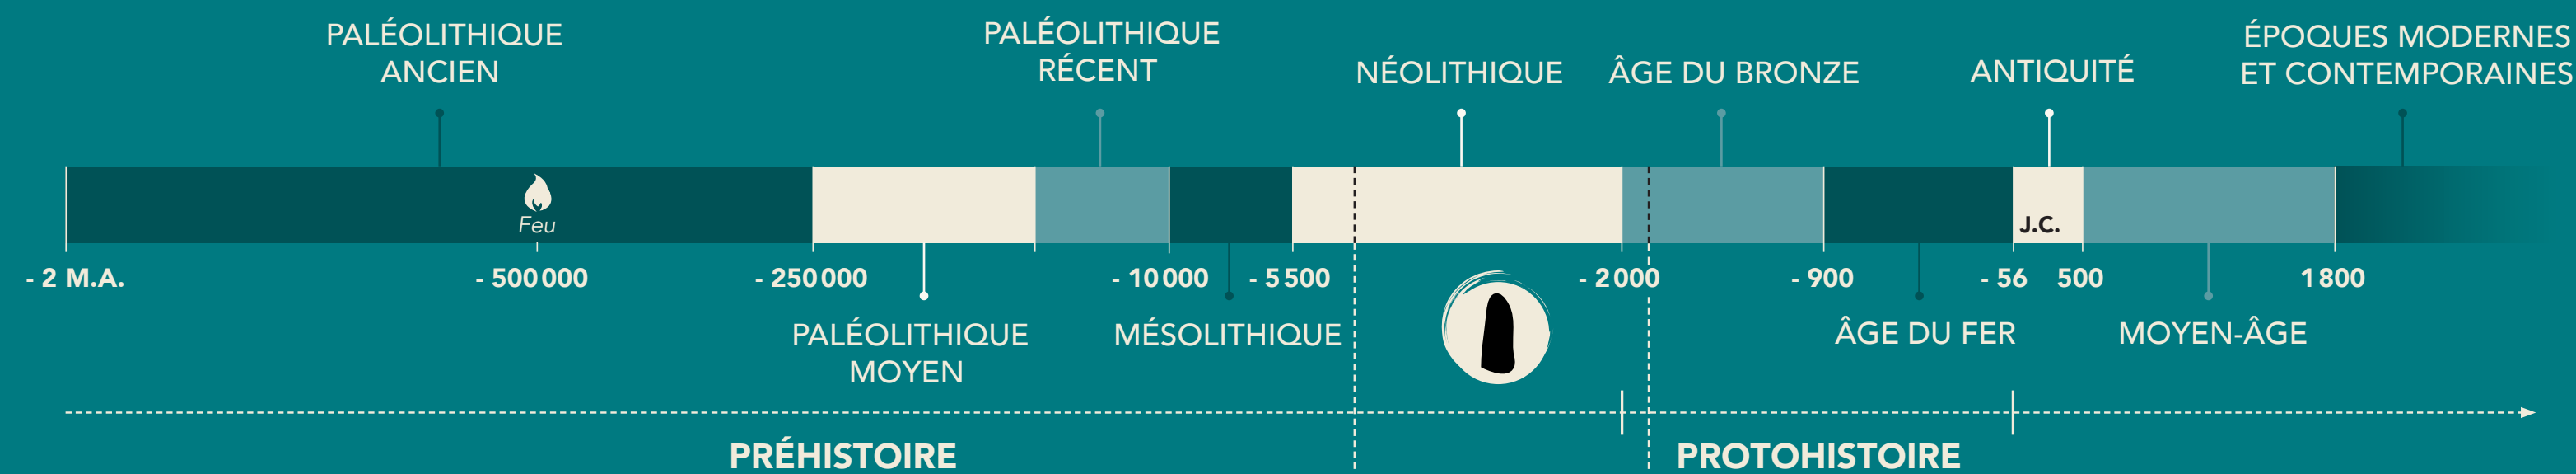 PALÉOLITHIQUE
ANCIEN
PALÉOLITHIQUE
RÉCENT
NÉOLITHIQUE
ÂGE DU BRONZE
ANTIQUITÉ
ÉPOQUES MODERNES
ET CONTEMPORAINES
Feu
J.C.
- 2 M.A.
- 500 000
- 250 000
- 10 000
- 5 500
- 2 000
- 900
- 56
500
1 800
PALÉOLITHIQUE
MOYEN
MÉSOLITHIQUE
ÂGE DU FER
MOYEN-ÂGE
PRÉHISTOIRE
PROTOHISTOIRE